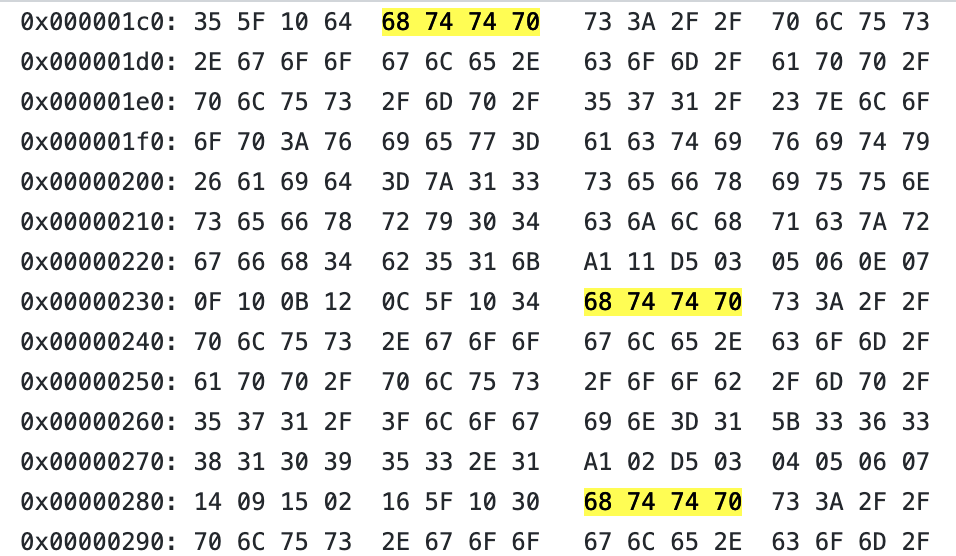 0x000001c0: 35 5F 10 64 68 74 74 70 73 3A 2F 2F 70 6C 75 73
0x000001d0: 2E 67 6F 6F 67 6C 65 2E 63 6F 6D 2F 61 70 70 2F
0x000001e0: 70 6C 75 73 2F 6D 70 2F 35 37 31 2F 23 7E 6C 6F
0x000001f0: 6F 70 3A 76 69 65 77 3D 61 63 74 69 76 69 74 79
0x00000200: 26 61 69 64 3D 7A 31 33 73 65 66 78 69 75 75 6E
0x00000210: 73 65 66 78 72 79 30 34 63 6A 6C 68 71 63 7A 72
0x00000220: 67 66 68 34 62 35 31 6B A1 11 D5 03 05 06 0E 07
0x00000230: 0F 10 0B 12 0C 5F 10 34 68 74 74 70 73 3A 2F 2F
0x00000240: 70 6C 75 73 2E 67 6F 6F 67 6C 65 2E 63 6F 6D 2F
0x00000250: 61 70 70 2F 70 6C 75 73 2F 6F 6F 62 2F 6D 70 2F
0x00000260: 35 37 31 2F 3F 6C 6F 67 69 6E 3D 31 5B 33 36 33
0x00000270: 38 31 30 39 35 33 2E 31 A1 02 D5 03 04 05 06 07
0x00000280: 14 09 15 02 16 5F 10 30 68 74 74 70 73 3A 2F 2F
0x00000290: 70 6C 75 73 2E 67 6F 6F 67 6C 65 2E 63 6F 6D 2F